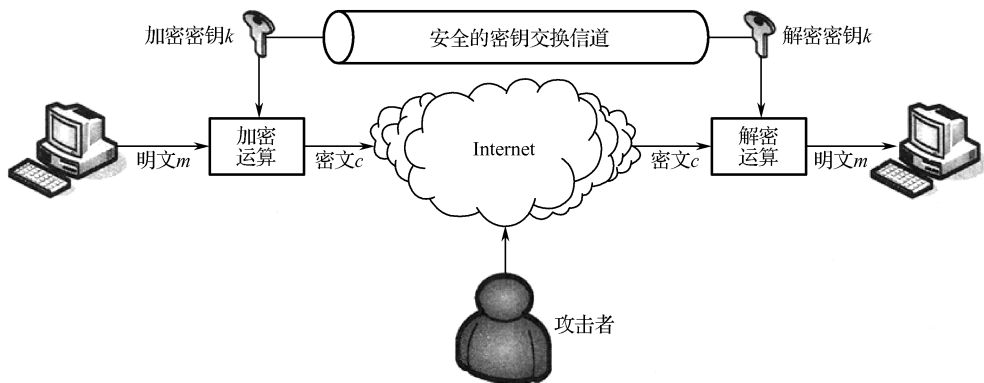 加密密钥k
安全的密钥交换信道
解密密钥k
加密
运算
Internet
解密
运算
明文m
密文c
密文c
明文m
攻击者